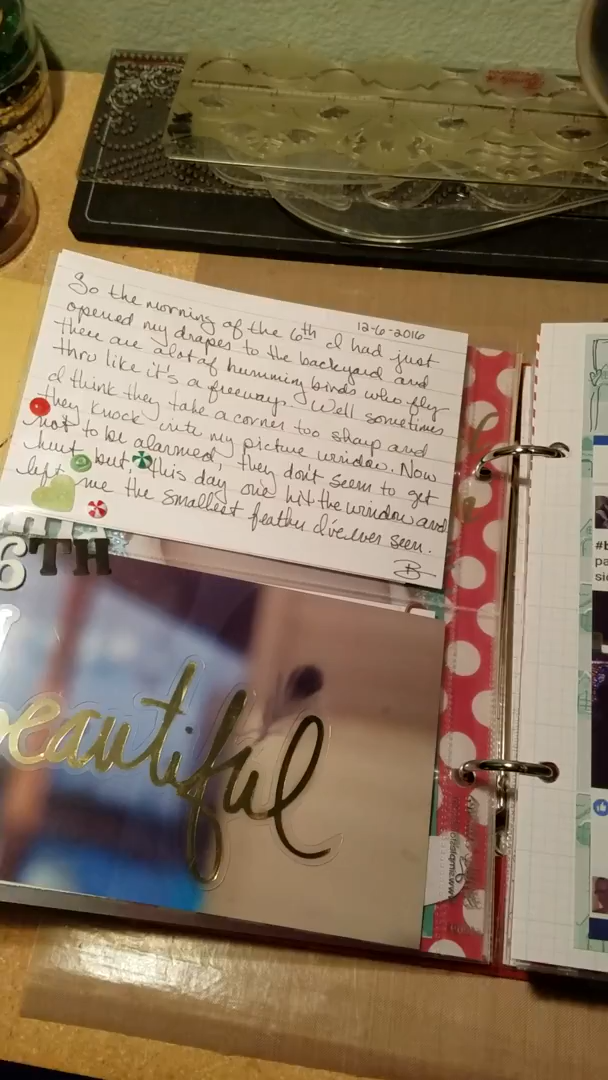 12-6-2016
So the morning of the 6th I had just
opened my drapes to the backyard and
there are alot of humming birds who fly
thru like it's a freeway. Well sometimes
I think they take a corner too sharp and
they knock into my picture window. Now
not to be alarmed, they don't seem to get
hurt but this day one hit the window and
left me the smallest feather I've ever seen.
B
6TH
beautiful
#b
pa
sid